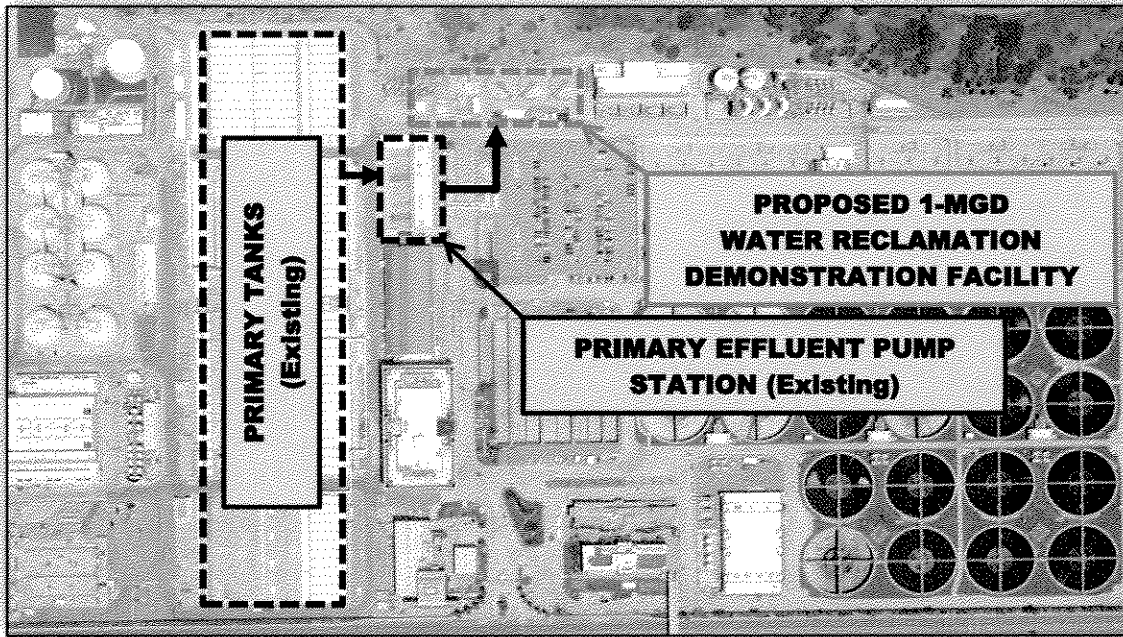 PRIMARY TANKS
(Existing)
PROPOSED 1-MGD
WATER RECLAMATION
DEMONSTRATION FACILITY
PRIMARY EFFLUENT PUMP
STATION (Existing)